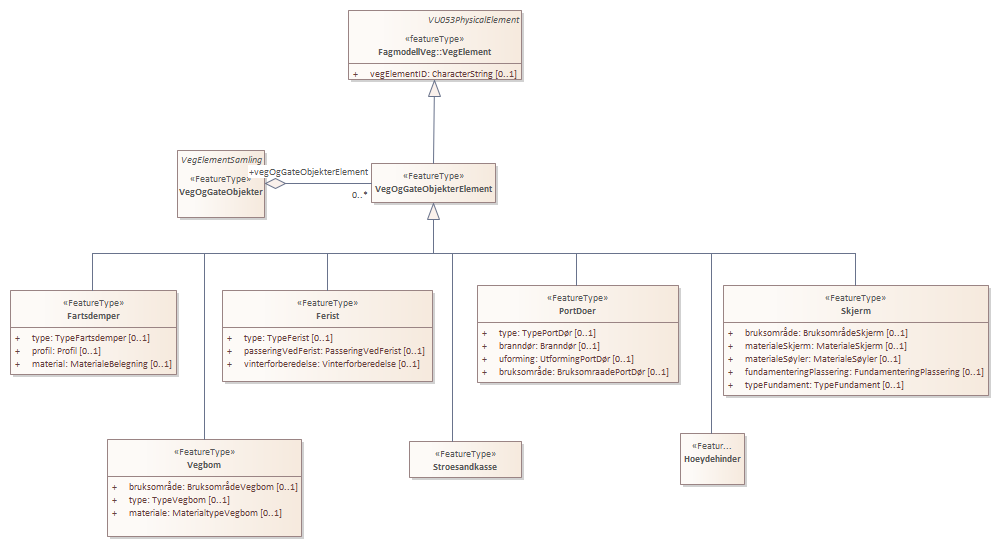 VU053PhysicalElement
«featureType»
FagmodellVeg::VegElement
+ vegElementID: CharacterString [0..1]
VegElementSamling
«FeatureType»
VegOgGateObjekter
+vegOgGateObjekterElement
0..*
«FeatureType»
VegOgGateObjekterElement
«FeatureType»
Fartsdemper
+ type: TypeFartsdemper [0..1]
+ profil: Profil [0..1]
+ material: MaterialeBelegning [0..1]
«FeatureType»
Ferist
+ type: TypeFerist [0..1]
+ passeringVedFerist: PasseringVedFerist [0..1]
+ vinterforberedelse: Vinterforberedelse [0..1]
«FeatureType»
PortDoer
+ type: TypePortDør [0..1]
+ branndør: Branndør [0..1]
+ uforming: UtformingPortDør [0..1]
+ bruksområde: BruksomraadePortDør [0..1]
«FeatureType»
Skjerm
+ bruksområde: BruksområdeSkjerm [0..1]
+ materialeSkjerm: MaterialeSkjerm [0..1]
+ materialeSøyler: MaterialeSøyler [0..1]
+ fundamenteringPlassering: FundamenteringPlassering [0..1]
+ typeFundament: TypeFundament [0..1]
«FeatureType»
Vegbom
+ bruksområde: BruksområdeVegbom [0..1]
+ type: TypeVegbom [0..1]
+ materiale: MaterialtypeVegbom [0..1]
«FeatureType»
Stroesandkasse
«Featur...
Hoeydehinder